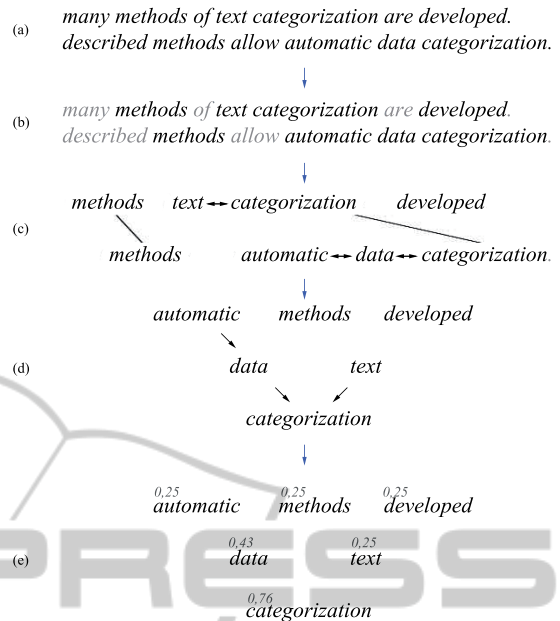 (a)
many methods of text categorization are developed.
described methods allow automatic data categorization.
(b)
many methods of text categorization are developed.
described methods allow automatic data categorization.
(c)
methods text categorization developed
methods automatic data categorization.
automatic methods developed
(d)
data text
categorization
0,25 0,25 0,25
automatic methods developed
0,43 0,25
(e)
data text
0,76
categorization
PRESS